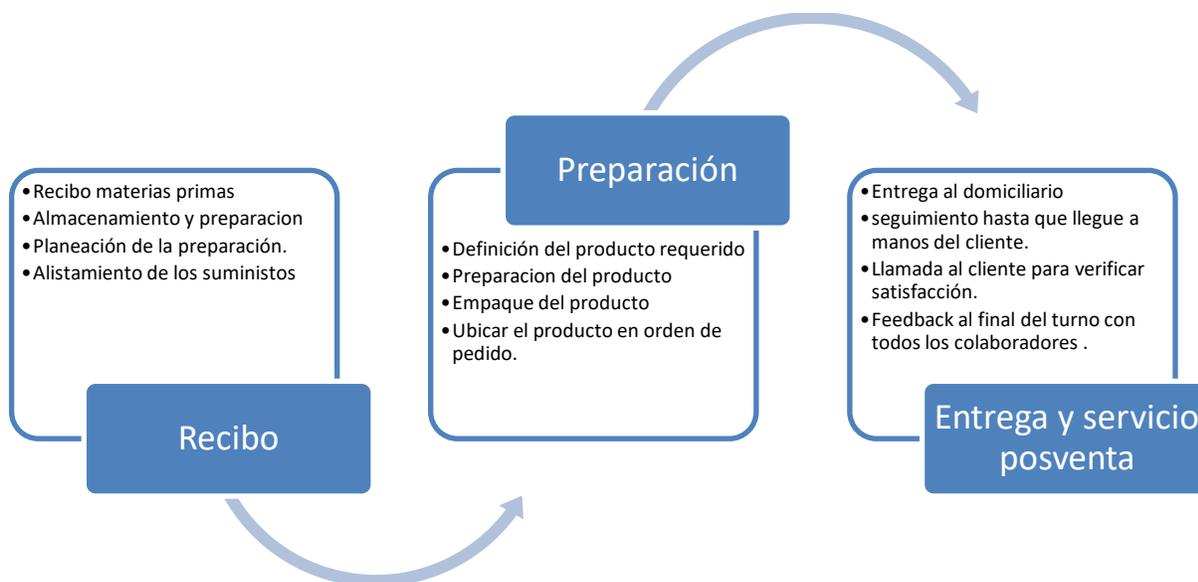 •Recibo materias primas
•Almacenamiento y preparacion
•Planeación de la preparación.
•Alistamiento de los suministos
Recibo
Preparación
•Definición del producto requerido
•Preparacion del producto
•Empaque del producto
•Ubicar el producto en orden de
pedido.
•Entrega al domiciliario
•seguimiento hasta que llegue a
manos del cliente.
•Llamada al cliente para verificar
satisfacción.
•Feedback al final del turno con
todos los colaboradores .
Entrega y servicio
posventa